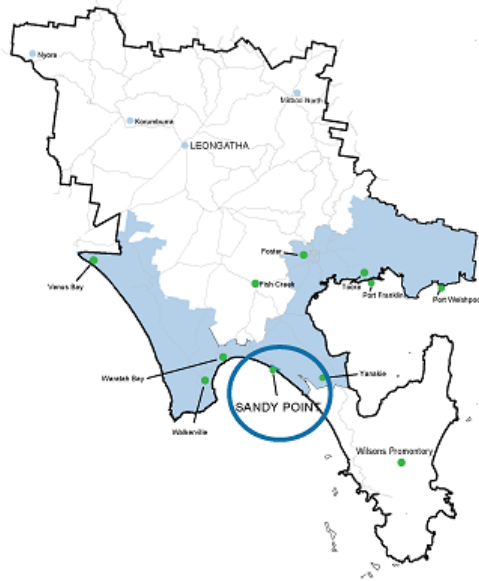 Nyora
Mirboo North
Korumburra
LEONGATHA
Foster
Fish Creek
Venus Bay
Toora
Port Franklin
Port Welshpoo
Waratah Bay
Yanakie
SANDY POINT
Walkerville
Wilsons Promontory